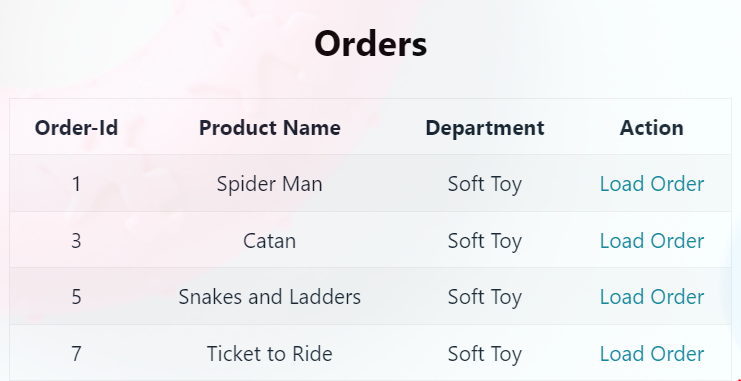 Orders
Order-Id Product Name Department Action
1 Spider Man Soft Toy Load Order
3 Catan Soft Toy Load Order
5 Snakes and Ladders Soft Toy Load Order
7 Ticket to Ride Soft Toy Load Order